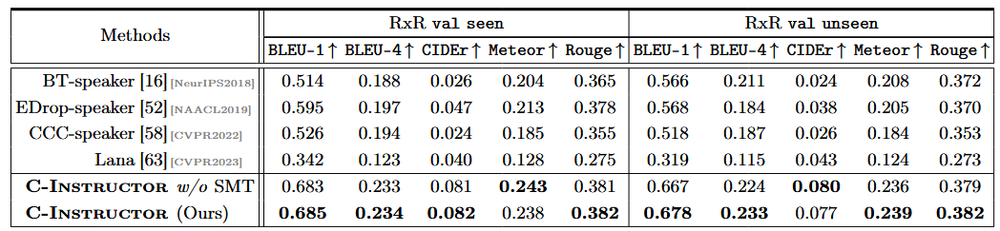 Methods RxR val seen RxR val unseen
BLEU-1↑ BLEU-4↑ CIDEr↑ Meteor↑ Rouge↑ BLEU-1↑ BLEU-4↑ CIDEr↑ Meteor↑ Rouge↑
BT-speaker [16] [NeurIPS2018] 0.514 0.188 0.026 0.204 0.365 0.566 0.211 0.024 0.208 0.372
EDrop-speaker [52] [NAACL2019] 0.595 0.197 0.047 0.213 0.378 0.568 0.184 0.038 0.205 0.370
CCC-speaker [58] [CVPR2022] 0.526 0.194 0.024 0.185 0.355 0.518 0.187 0.026 0.184 0.353
Lana [63] [CVPR2023] 0.342 0.123 0.040 0.128 0.275 0.319 0.115 0.043 0.124 0.273
C-INSTRUCTOR w/o SMT 0.683 0.233 0.081 0.243 0.381 0.667 0.224 0.080 0.236 0.379
C-INSTRUCTOR (Ours) 0.685 0.234 0.082 0.238 0.382 0.678 0.233 0.077 0.239 0.382